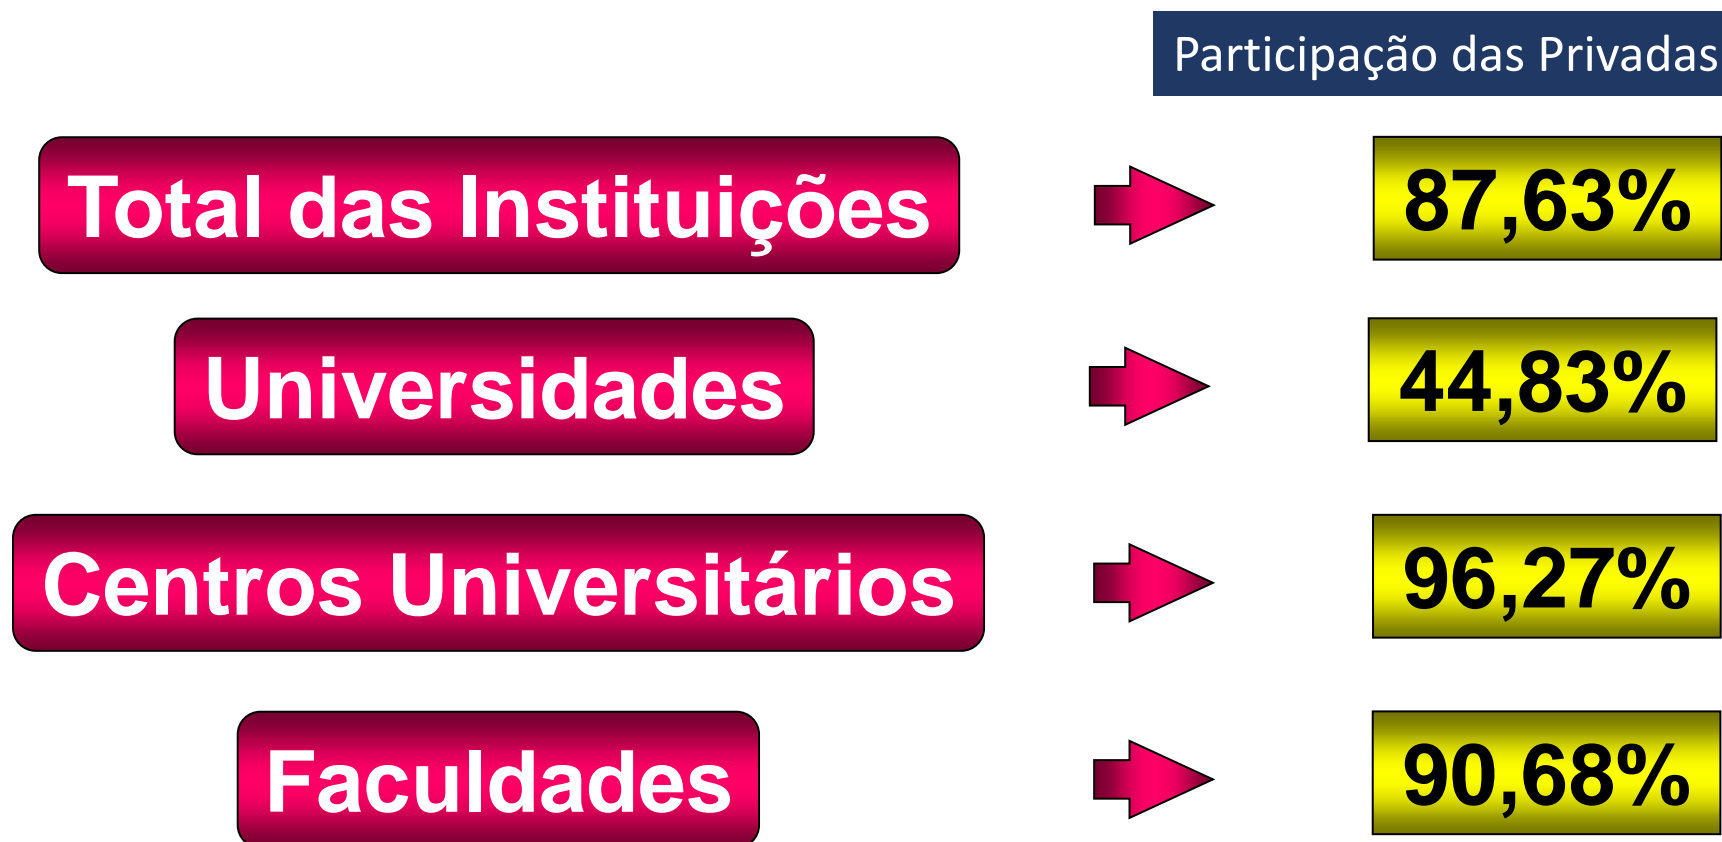 Participação das Privadas
Total das Instituições 87,63%
Universidades 44,83%
Centros Universitários 96,27%
Faculdades 90,68%